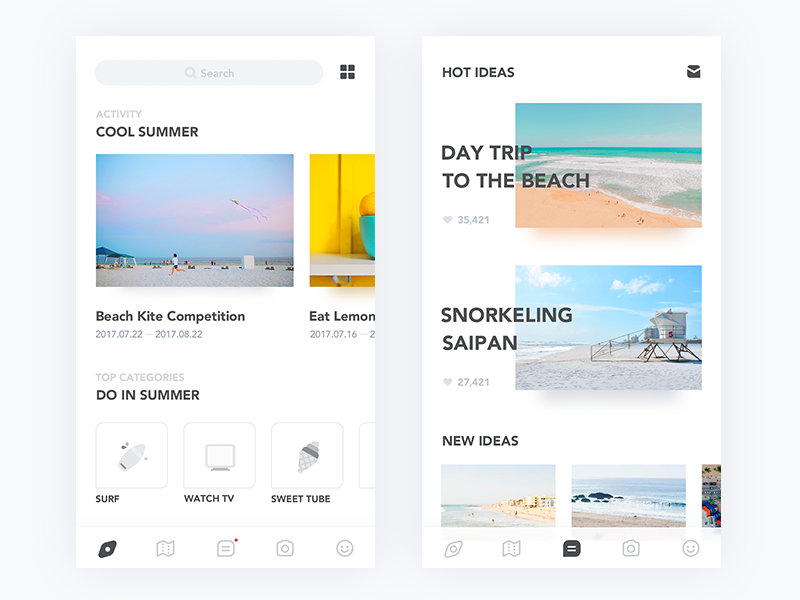 Search
ACTIVITY
COOL SUMMER
Beach Kite Competition
2017.07.22 — 2017.08.22
Eat Lemon
2017.07.16 — 2
TOP CATEGORIES
DO IN SUMMER
SURF
WATCH TV
SWEET TUBE
HOT IDEAS
DAY TRIP
TO THE BEACH
35,421
SNORKELING
SAIPAN
27,421
NEW IDEAS